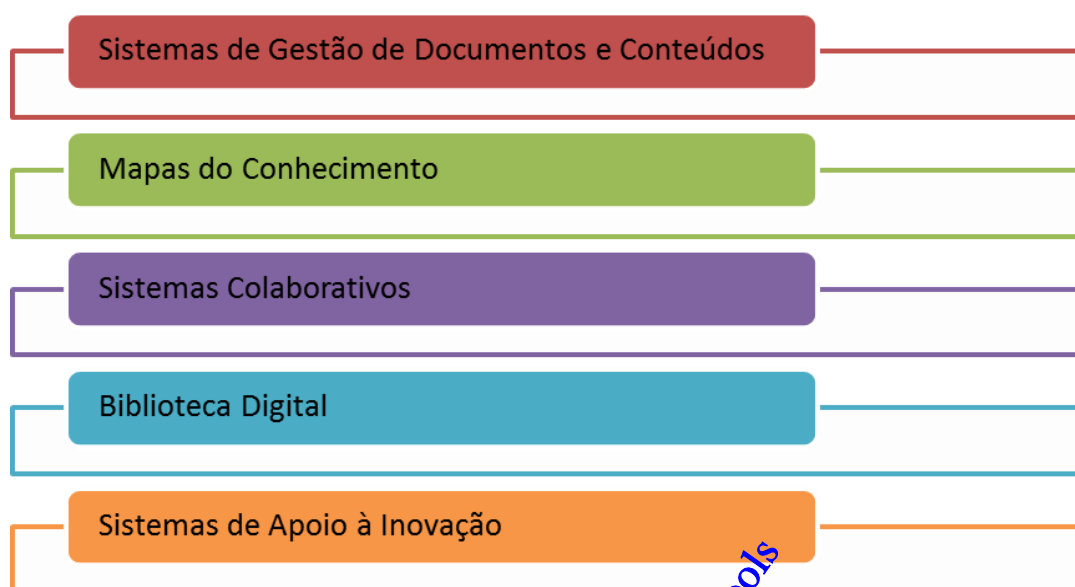 Sistemas de Gestão de Documentos e Conteúdos
Mapas do Conhecimento
Sistemas Colaborativos
Biblioteca Digital
Sistemas de Apoio à Inovação